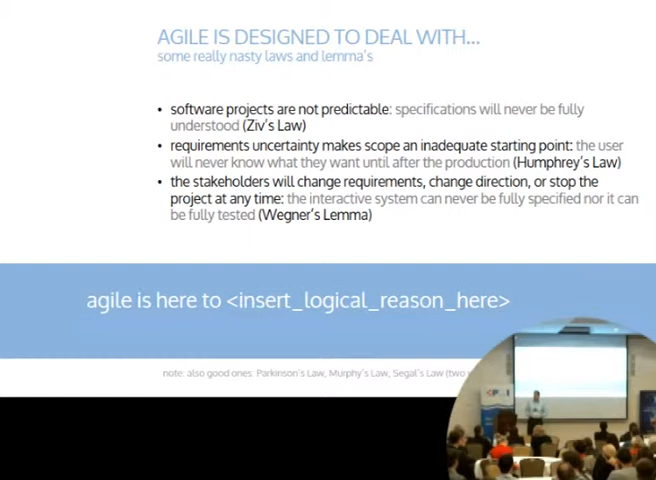 AGILE IS DESIGNED TO DEAL WITH...
some really nasty laws and lemma's
• software projects are not predictable: specifications will never be fully
understood (Ziv's Law)
• requirements uncertainty makes scope an inadequate starting point: the user
will never know what they want until after the production (Humphrey's Law)
• the stakeholders will change requirements, change direction, or stop the
project at any time: the interactive system can never be fully specified nor it can
be fully tested (Wegner's Lemma)
agile is here to <insert_logical_reason_here>
note: also good ones: Parkinson's Law, Murphy's Law, Segal's Law (two